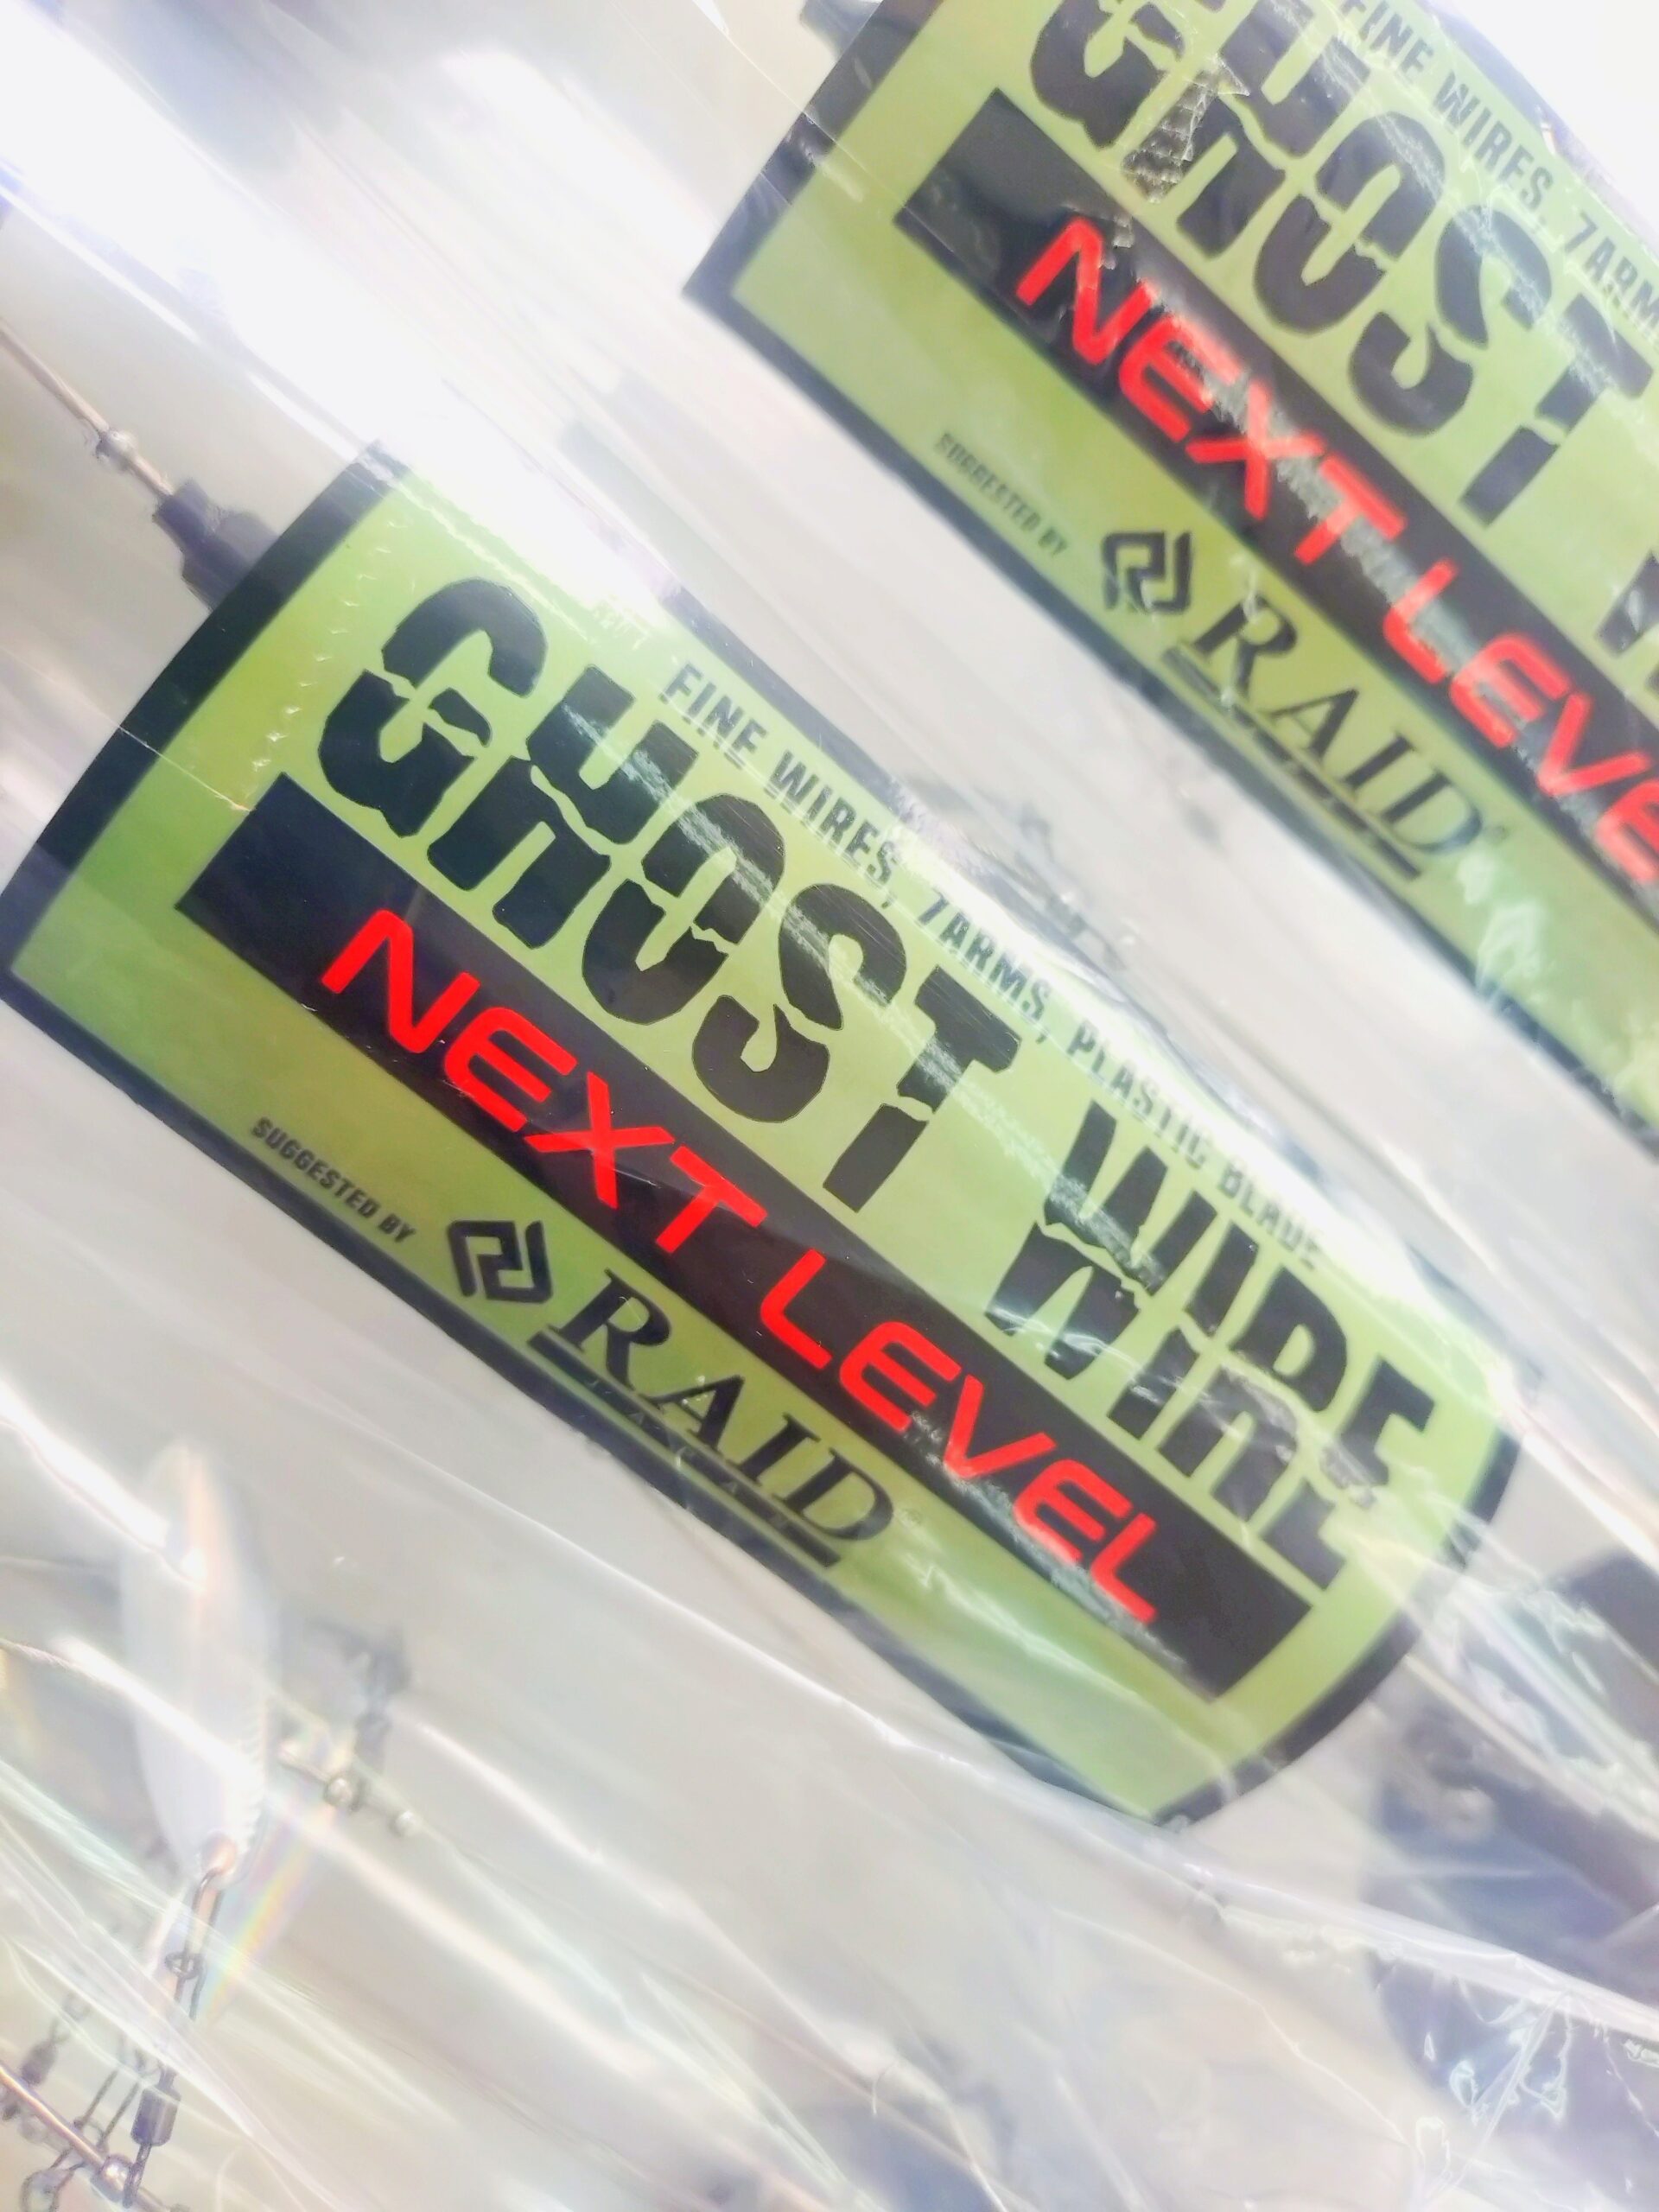 FINE WIRES, 7ARM
GHOST
NEXT LEVE
SUGGESTED BY
RAID®
FINE WIRES, 7ARMS, PLASTIC BLADE
GHOST WIRE
NEXT LEVEL
SUGGESTED BY
RAID®